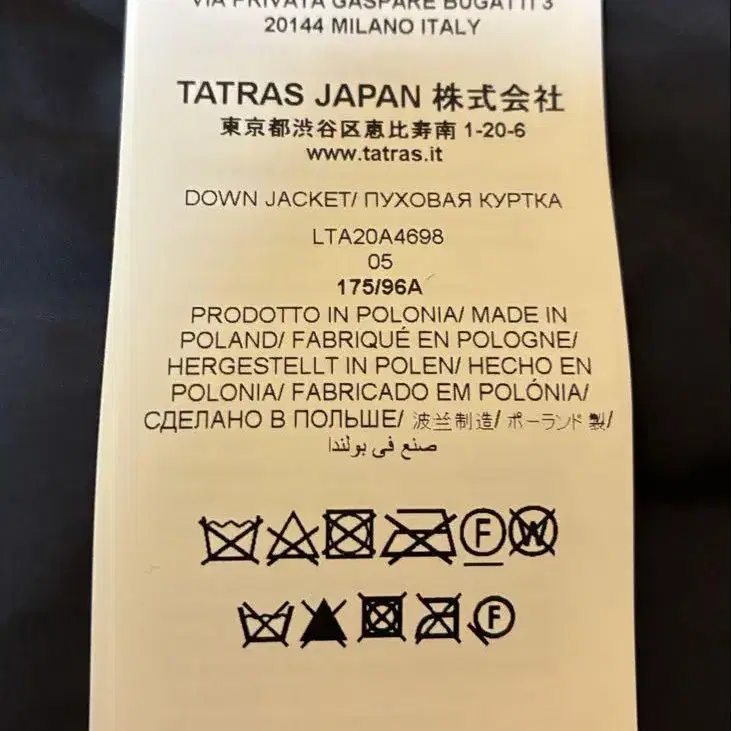 VIA PRIVATA GASPARE BUGATTI 3
20144 MILANO ITALY
TATRAS JAPAN 株式会社
東京都渋谷区恵比寿南 1-20-6
www.tatras.it
DOWN JACKET/ ПУХОВАЯ КУРТКА
LTA20A4698
05
175/96A
PRODOTTO IN POLONIA/ MADE IN
POLAND/ FABRIQUÉ EN POLOGNE/
HERGESTELLT IN POLEN/ HECHO EN
POLONIA/ FABRICADO EM POLÓNIA/
СДЕЛАНО В ПОЛЬШЕ/ 波兰制造/ ポーランド製/
صنع في بولندا
F W
F